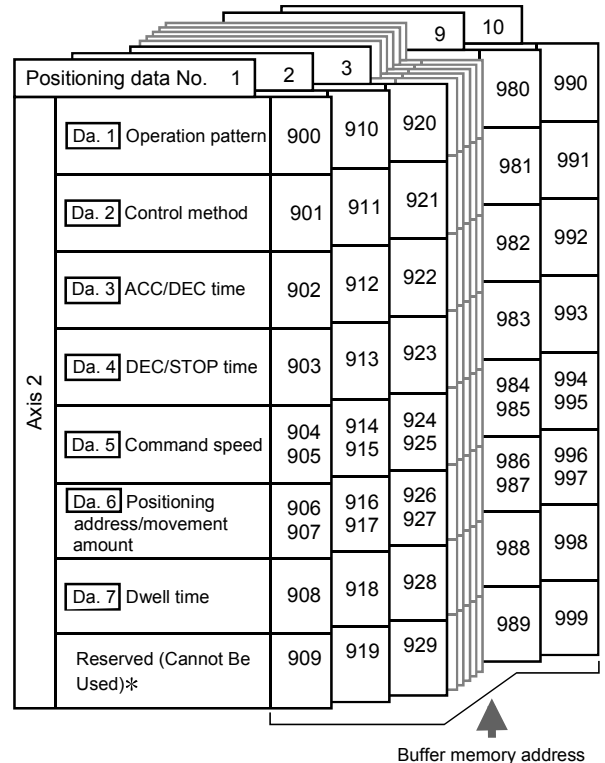 9 10
Positioning data No. 1 2 3
Axis 2
Da. 1 Operation pattern 900 910 920 980 990
Da. 2 Control method 901 911 921 981 991
Da. 3 ACC/DEC time 902 912 922 982 992
Da. 4 DEC/STOP time 903 913 923 983 993
Da. 5 Command speed 904 914 924 984 994
905 915 925 985 995
Da. 6 Positioning 906 916 926 986 996
address/movement 907 917 927 987 997
amount
Da. 7 Dwell time 908 918 928 988 998
Reserved (Cannot Be 909 919 929 989 999
Used)*
Buffer memory address